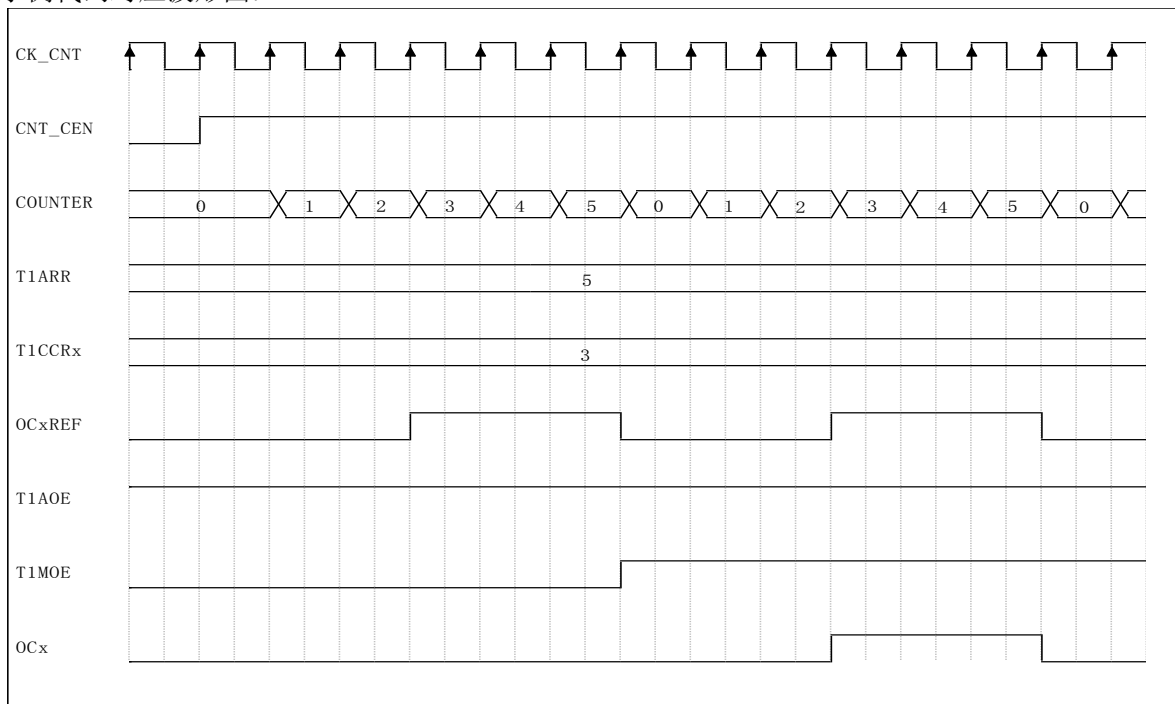 CK_CNT
CNT_CEN
COUNTER 0 1 2 3 4 5 0 1 2 3 4 5 0
T1ARR 5
T1CCRx 3
OCxREF
T1AOE
T1MOE
OCx